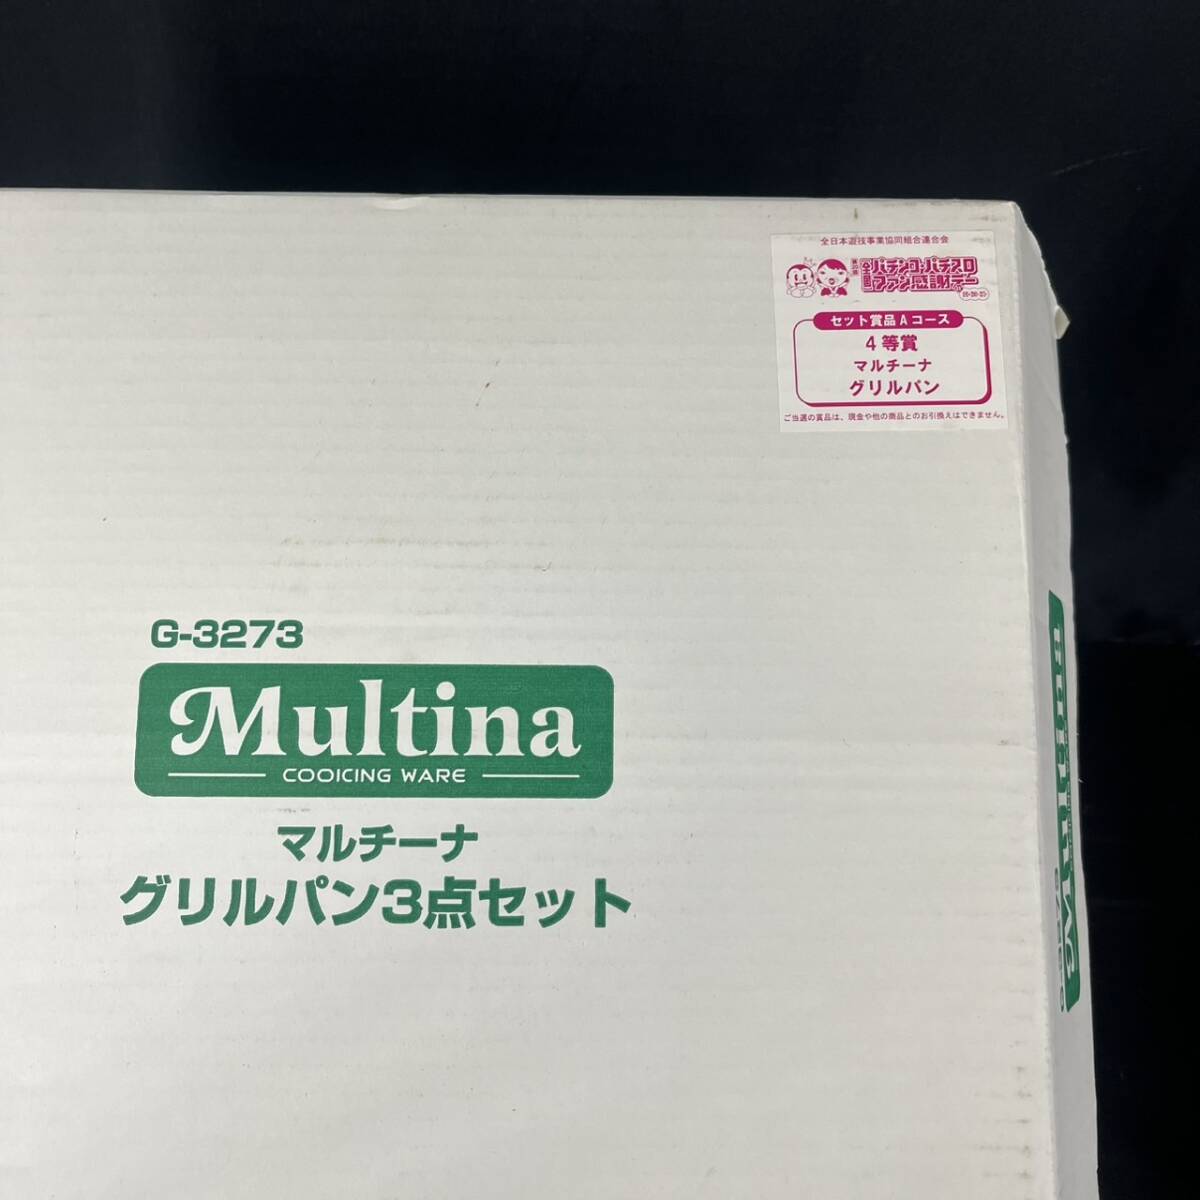 全日本遊技事業協同組合連合会
全国パチンコ・パチスロ
ファン感謝デー
セット賞品Aコース
4等賞
マルチーナ
グリルパン
ご当選の賞品は、現金や他の商品とのお引換えはできません。
G-3273
Multina
COOICING WARE
マルチーナ
グリルパン3点セット